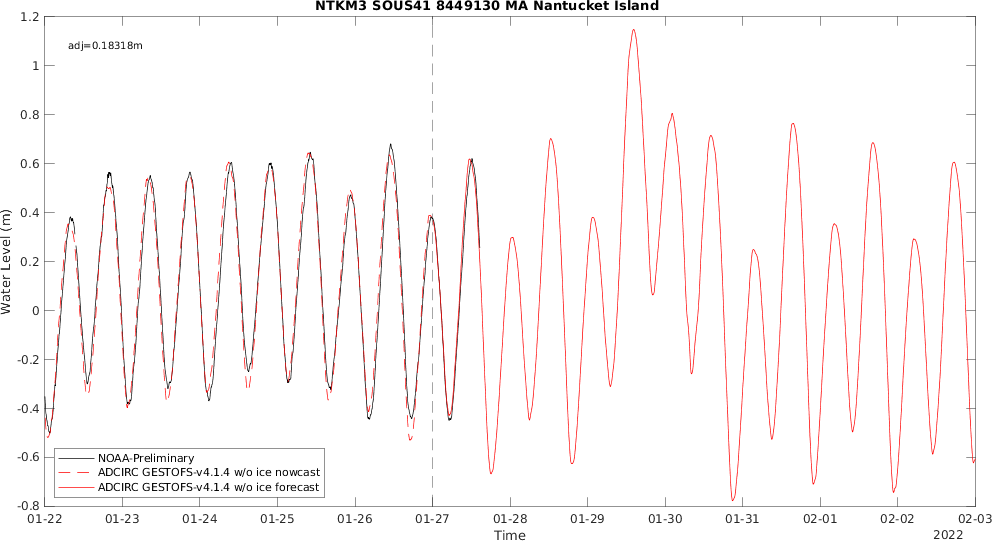 NTKM3 SOUS41 8449130 MA Nantucket Island
1.2
adj=0.18318m
1
0.8
0.6
0.4
0.2
0
-0.2
-0.4
-0.6
-0.8
Water Level (m)
NOAA-Preliminary
ADCIRC GESTOFS-v4.1.4 w/o ice nowcast
ADCIRC GESTOFS-v4.1.4 w/o ice forecast
01-22 01-23 01-24 01-25 01-26 01-27 01-28 01-29 01-30 01-31 02-01 02-02 02-03
Time
2022